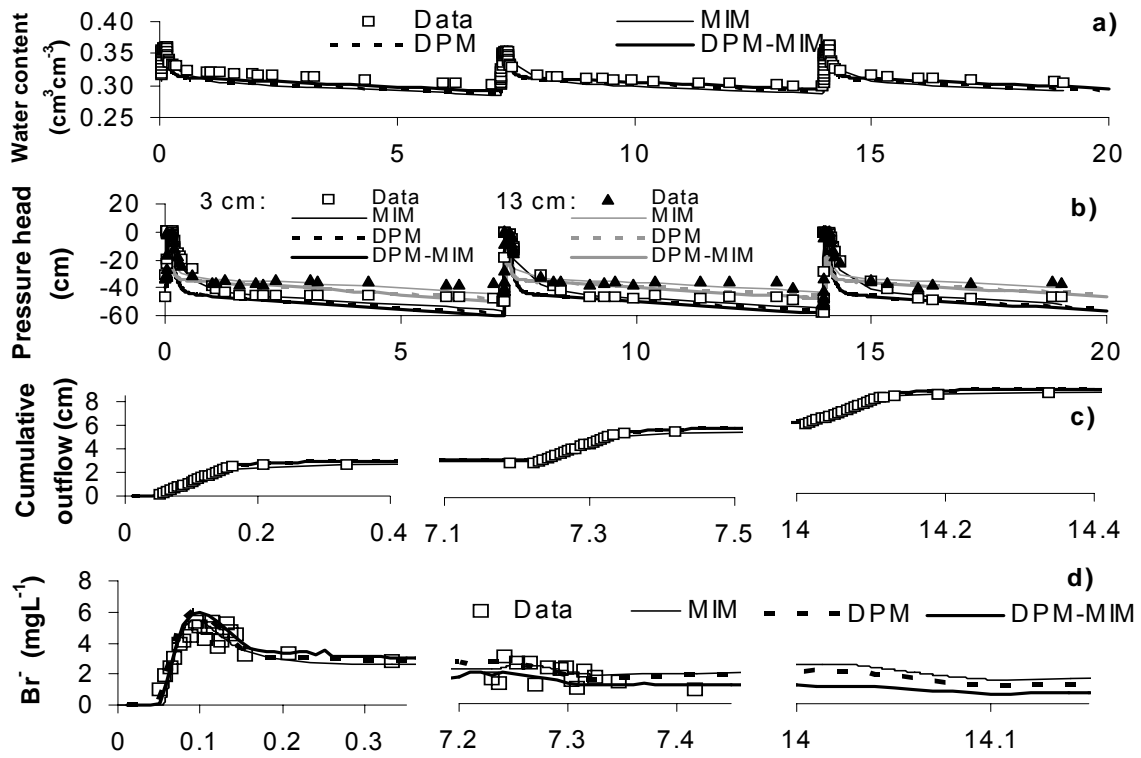 Data MIM a)
DPM DPM-MIM
Water content
(cm³cm⁻³)
0.40
0.35
0.30
0.25
0 5 10 15 20
3 cm: Data 13 cm: Data b)
MIM MIM
DPM DPM
DPM-MIM DPM-MIM
Pressure head
(cm)
20
0
-20
-40
-60
0 5 10 15 20
c)
Cumulative
outflow (cm)
8
6
4
2
0
0 0.2 0.4 7.1 7.3 7.5 14 14.2 14.4
d)
Data MIM DPM DPM-MIM
Br⁻ (mgL⁻¹)
8
6
4
2
0
0 0.1 0.2 0.3 7.2 7.3 7.4 14 14.1